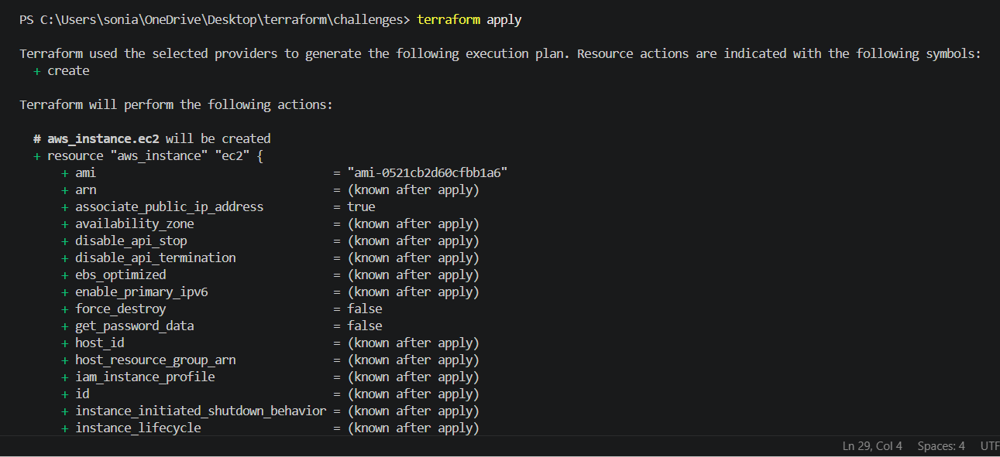 PS C:\Users\sonia\OneDrive\Desktop\terraform\challenges> terraform apply
Terraform used the selected providers to generate the following execution plan. Resource actions are indicated with the following symbols:
+ create
Terraform will perform the following actions:
# aws_instance.ec2 will be created
+ resource "aws_instance" "ec2" {
+ ami = "ami-0521cb2d60cfbb1a6"
+ arn = (known after apply)
+ associate_public_ip_address = true
+ availability_zone = (known after apply)
+ disable_api_stop = (known after apply)
+ disable_api_termination = (known after apply)
+ ebs_optimized = (known after apply)
+ enable_primary_ipv6 = (known after apply)
+ force_destroy = false
+ get_password_data = false
+ host_id = (known after apply)
+ host_resource_group_arn = (known after apply)
+ iam_instance_profile = (known after apply)
+ id = (known after apply)
+ instance_initiated_shutdown_behavior = (known after apply)
+ instance_lifecycle = (known after apply)
Ln 29, Col 4 Spaces: 4 UTF